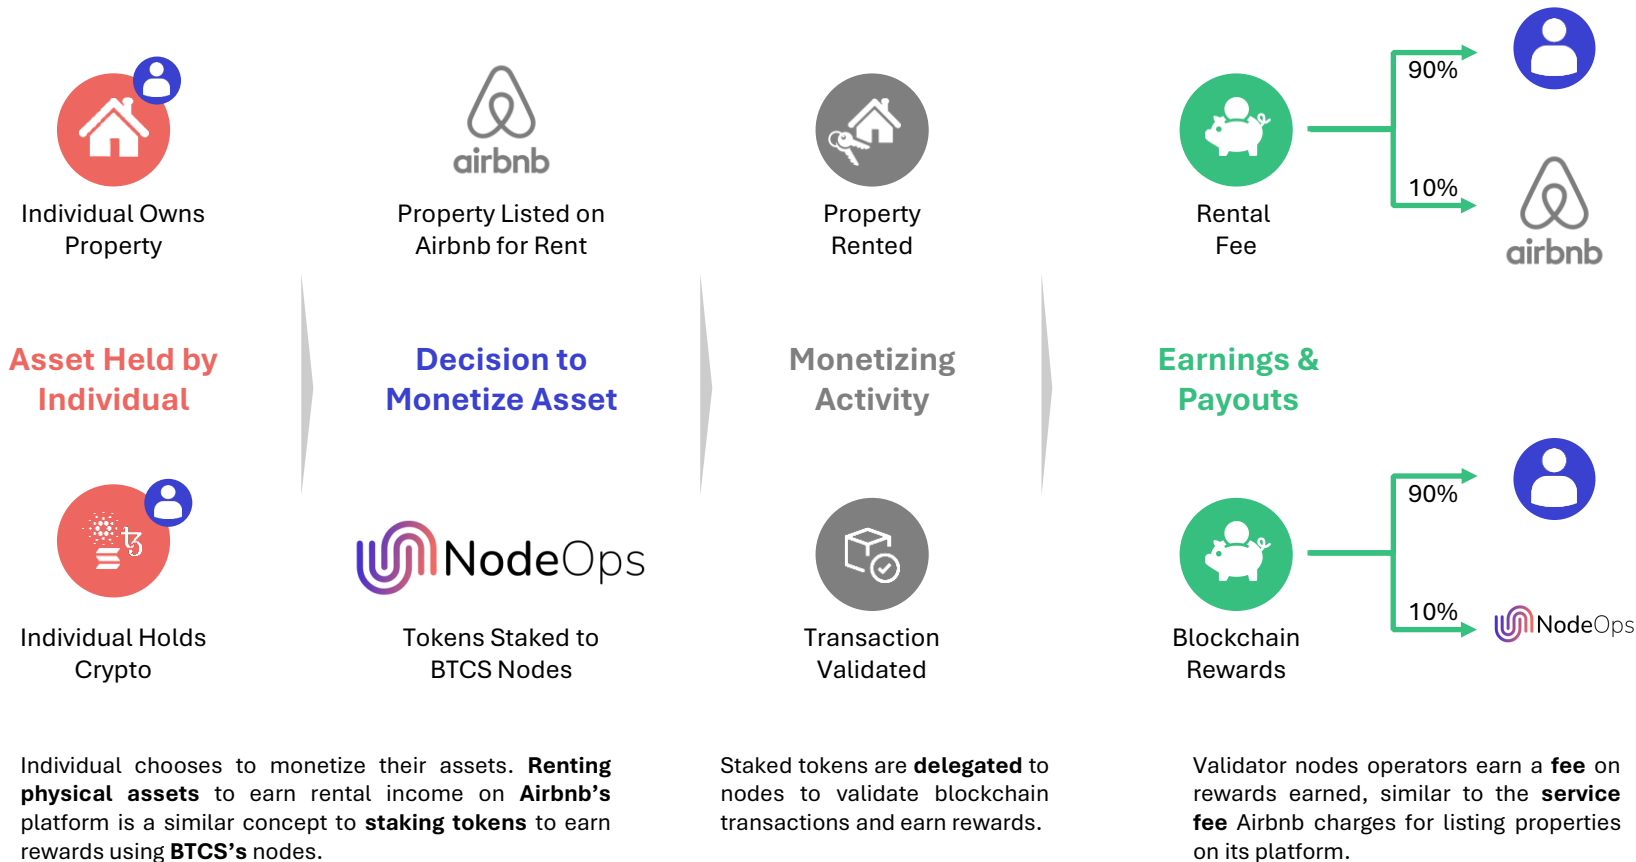 airbnb
Individual Owns
Property
Property Listed on
Airbnb for Rent
Property
Rented
Rental
Fee
90%
10%
airbnb
Asset Held by
Individual
Decision to
Monetize Asset
Monetizing
Activity
Earnings &
Payouts
NodeOps
Individual Holds
Crypto
Tokens Staked to
BTCS Nodes
Transaction
Validated
Blockchain
Rewards
90%
10%
NodeOps
Individual chooses to monetize their assets. Renting
physical assets to earn rental income on Airbnb's
platform is a similar concept to staking tokens to earn
rewards using BTCS's nodes.
Staked tokens are delegated to
nodes to validate blockchain
transactions and earn rewards.
Validator nodes operators earn a fee on
rewards earned, similar to the service
fee Airbnb charges for listing properties
on its platform.